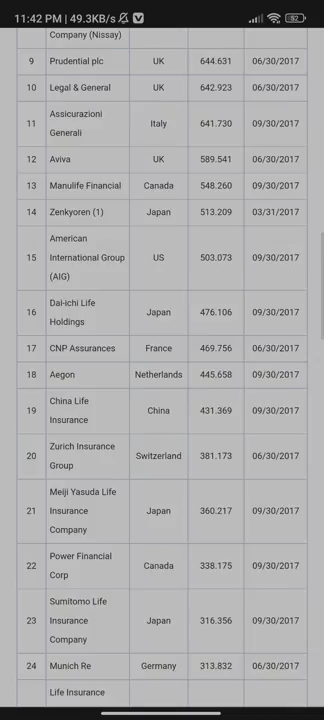 11:42 PM | 49.3KB/s
52
Company (Nissay)
9 Prudential plc UK 644.631 06/30/2017
10 Legal & General UK 642.923 06/30/2017
Assicurazioni
11 Italy 641.730 09/30/2017
Generali
12 Aviva UK 589.541 06/30/2017
13 Manulife Financial Canada 548.260 09/30/2017
14 Zenkyoren (1) Japan 513.209 03/31/2017
American
15 International Group US 503.073 09/30/2017
(AIG)
Dai-ichi Life
16 Japan 476.106 09/30/2017
Holdings
17 CNP Assurances France 469.756 06/30/2017
18 Aegon Netherlands 445.658 09/30/2017
China Life
19 China 431.369 09/30/2017
Insurance
Zurich Insurance
20 Switzerland 381.173 06/30/2017
Group
Meiji Yasuda Life
21 Insurance Japan 360.217 09/30/2017
Company
Power Financial
22 Canada 338.175 09/30/2017
Corp
Sumitomo Life
23 Insurance Japan 316.356 09/30/2017
Company
24 Munich Re Germany 313.832 06/30/2017
Life Insurance